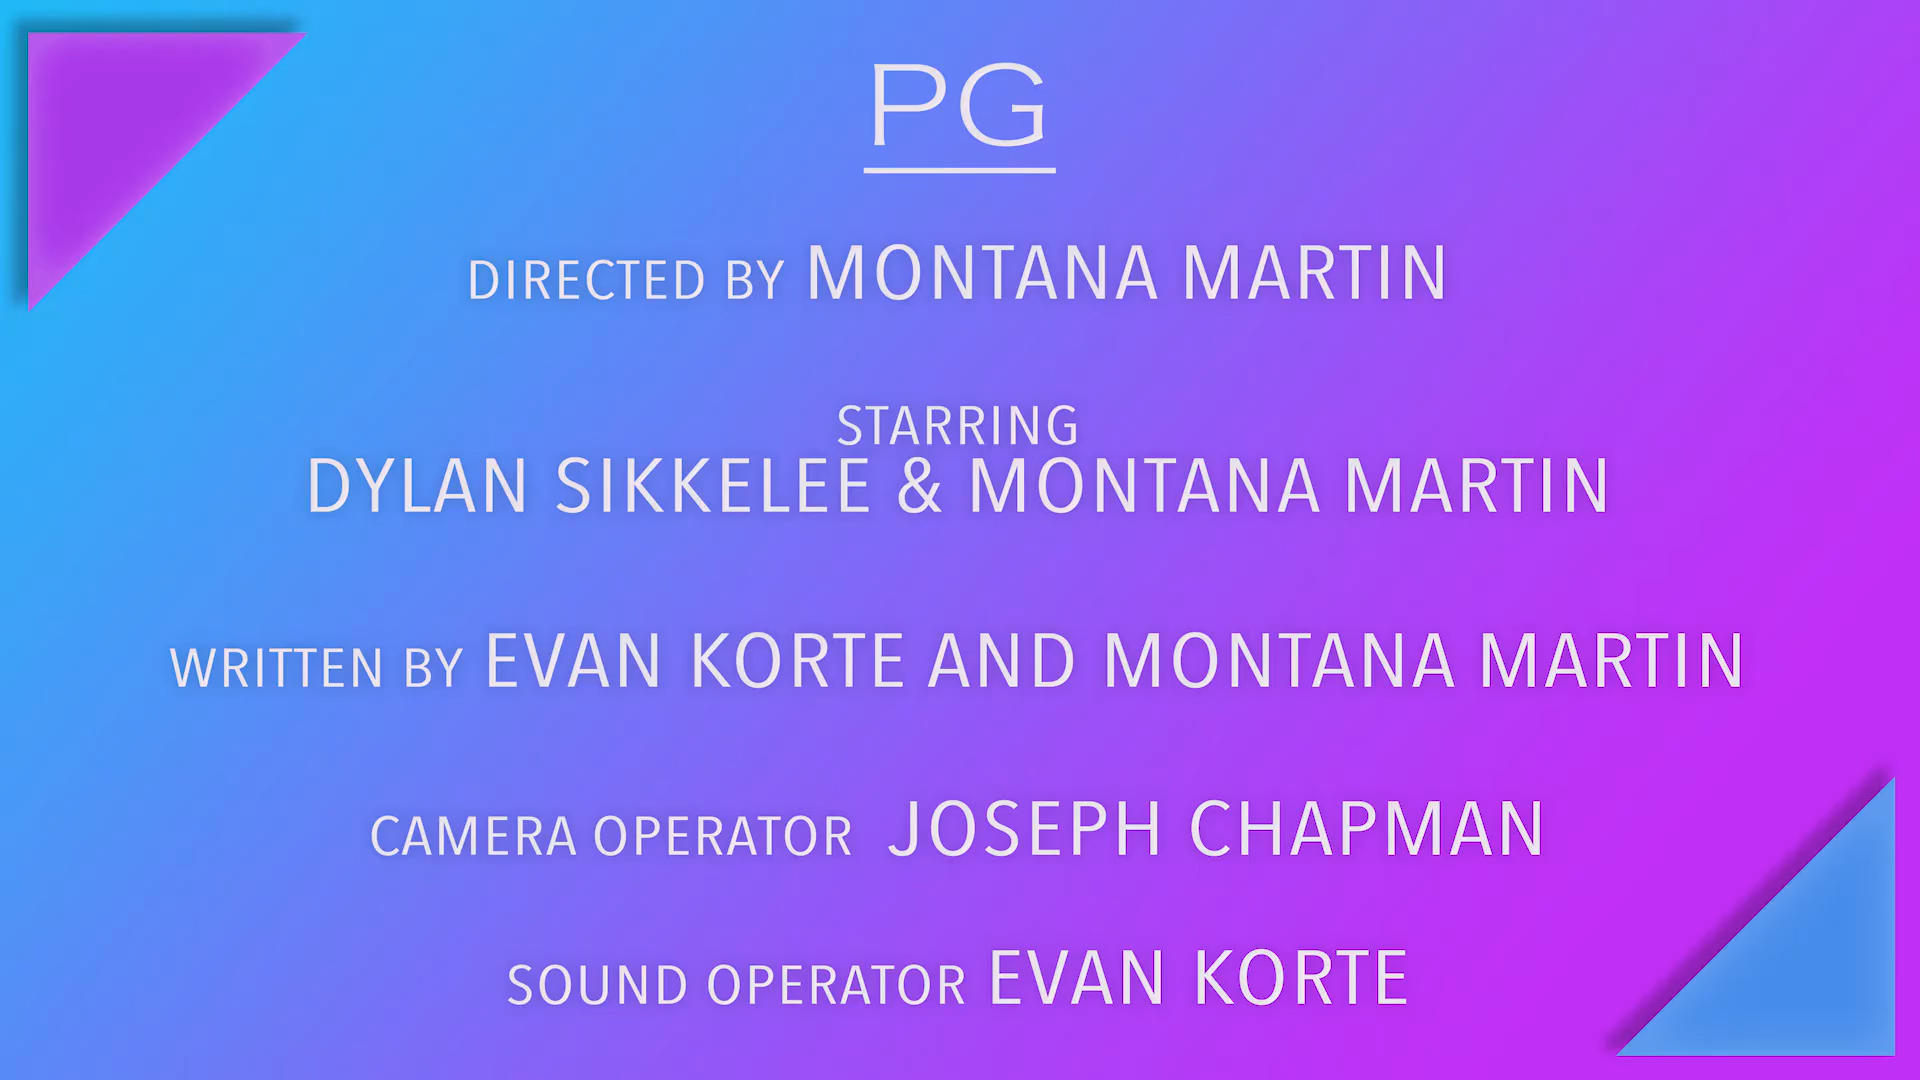 PG
DIRECTED BY MONTANA MARTIN
STARRING
DYLAN SIKKELEE & MONTANA MARTIN
WRITTEN BY EVAN KORTE AND MONTANA MARTIN
CAMERA OPERATOR JOSEPH CHAPMAN
SOUND OPERATOR EVAN KORTE